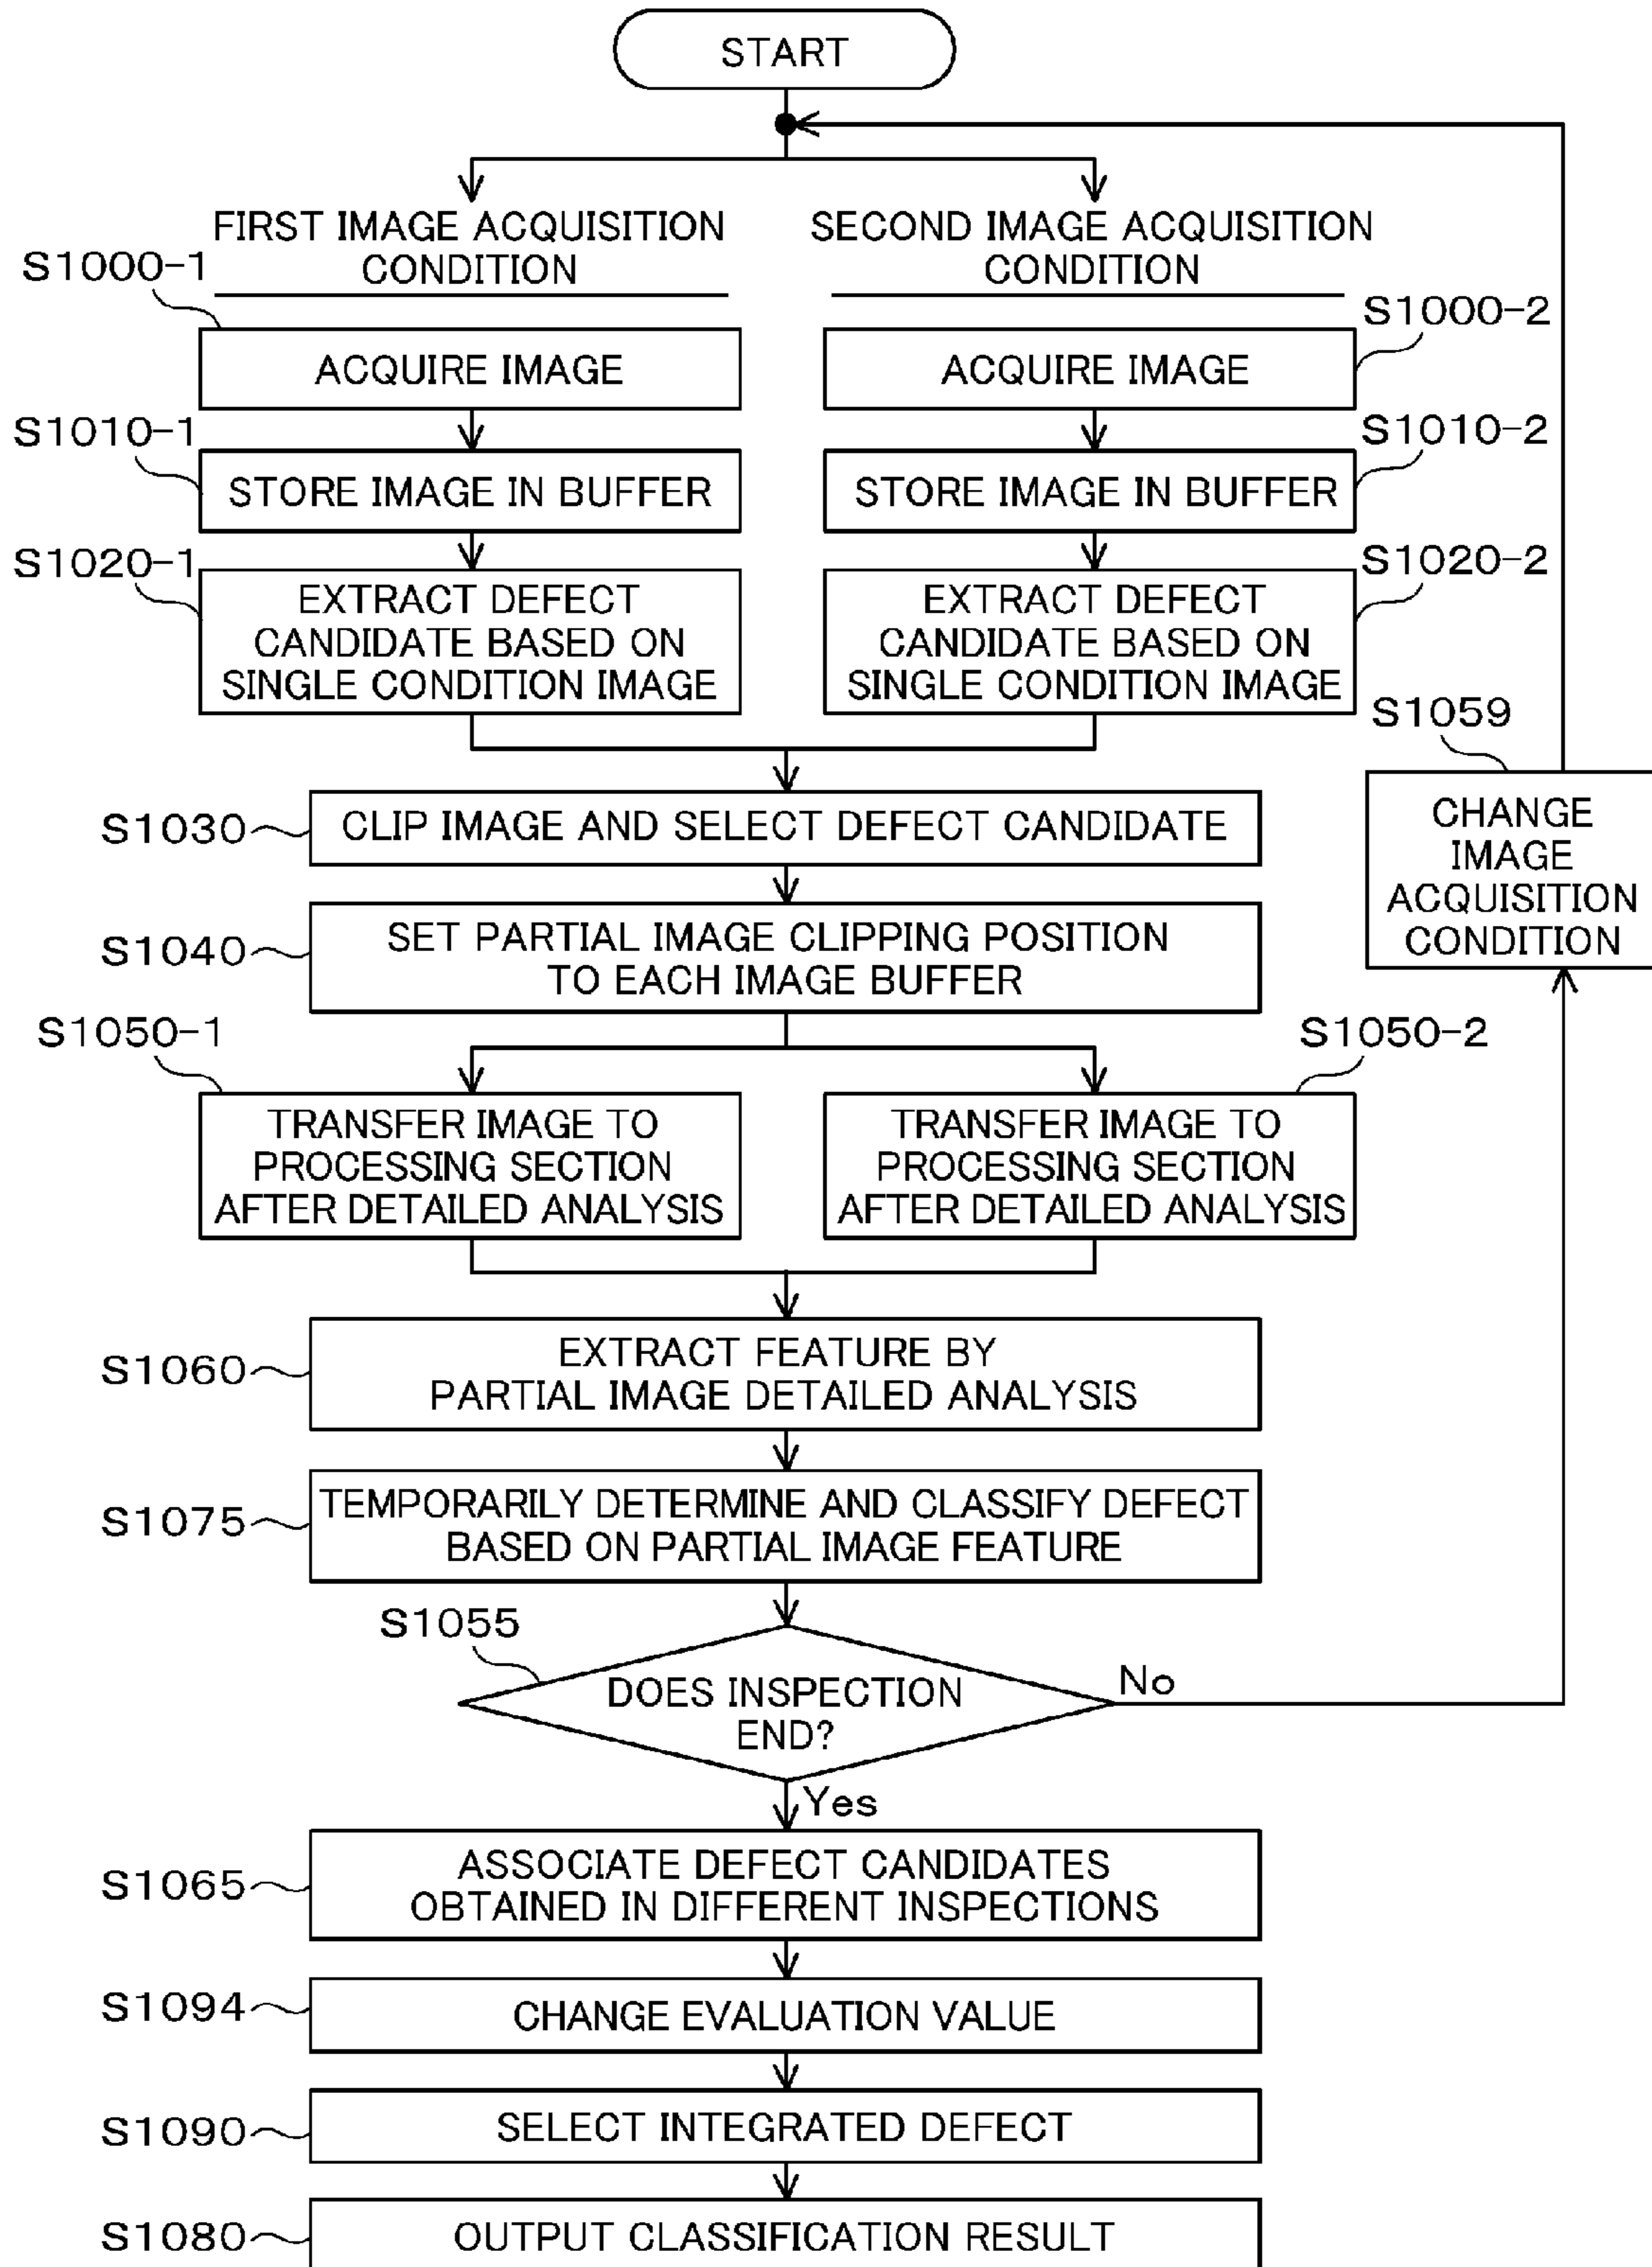 START
FIRST IMAGE ACQUISITION
CONDITION
SECOND IMAGE ACQUISITION
CONDITION
S1000-1
ACQUIRE IMAGE
S1000-2
ACQUIRE IMAGE
S1010-1
STORE IMAGE IN BUFFER
S1010-2
STORE IMAGE IN BUFFER
S1020-1
EXTRACT DEFECT
CANDIDATE BASED ON
SINGLE CONDITION IMAGE
S1020-2
EXTRACT DEFECT
CANDIDATE BASED ON
SINGLE CONDITION IMAGE
S1059
CHANGE
IMAGE
ACQUISITION
CONDITION
S1030
CLIP IMAGE AND SELECT DEFECT CANDIDATE
S1040
SET PARTIAL IMAGE CLIPPING POSITION
TO EACH IMAGE BUFFER
S1050-1
TRANSFER IMAGE TO
PROCESSING SECTION
AFTER DETAILED ANALYSIS
S1050-2
TRANSFER IMAGE TO
PROCESSING SECTION
AFTER DETAILED ANALYSIS
S1060
EXTRACT FEATURE BY
PARTIAL IMAGE DETAILED ANALYSIS
S1075
TEMPORARILY DETERMINE AND CLASSIFY DEFECT
BASED ON PARTIAL IMAGE FEATURE
S1055
DOES INSPECTION
END?
No
Yes
S1065
ASSOCIATE DEFECT CANDIDATES
OBTAINED IN DIFFERENT INSPECTIONS
S1094
CHANGE EVALUATION VALUE
S1090
SELECT INTEGRATED DEFECT
S1080
OUTPUT CLASSIFICATION RESULT